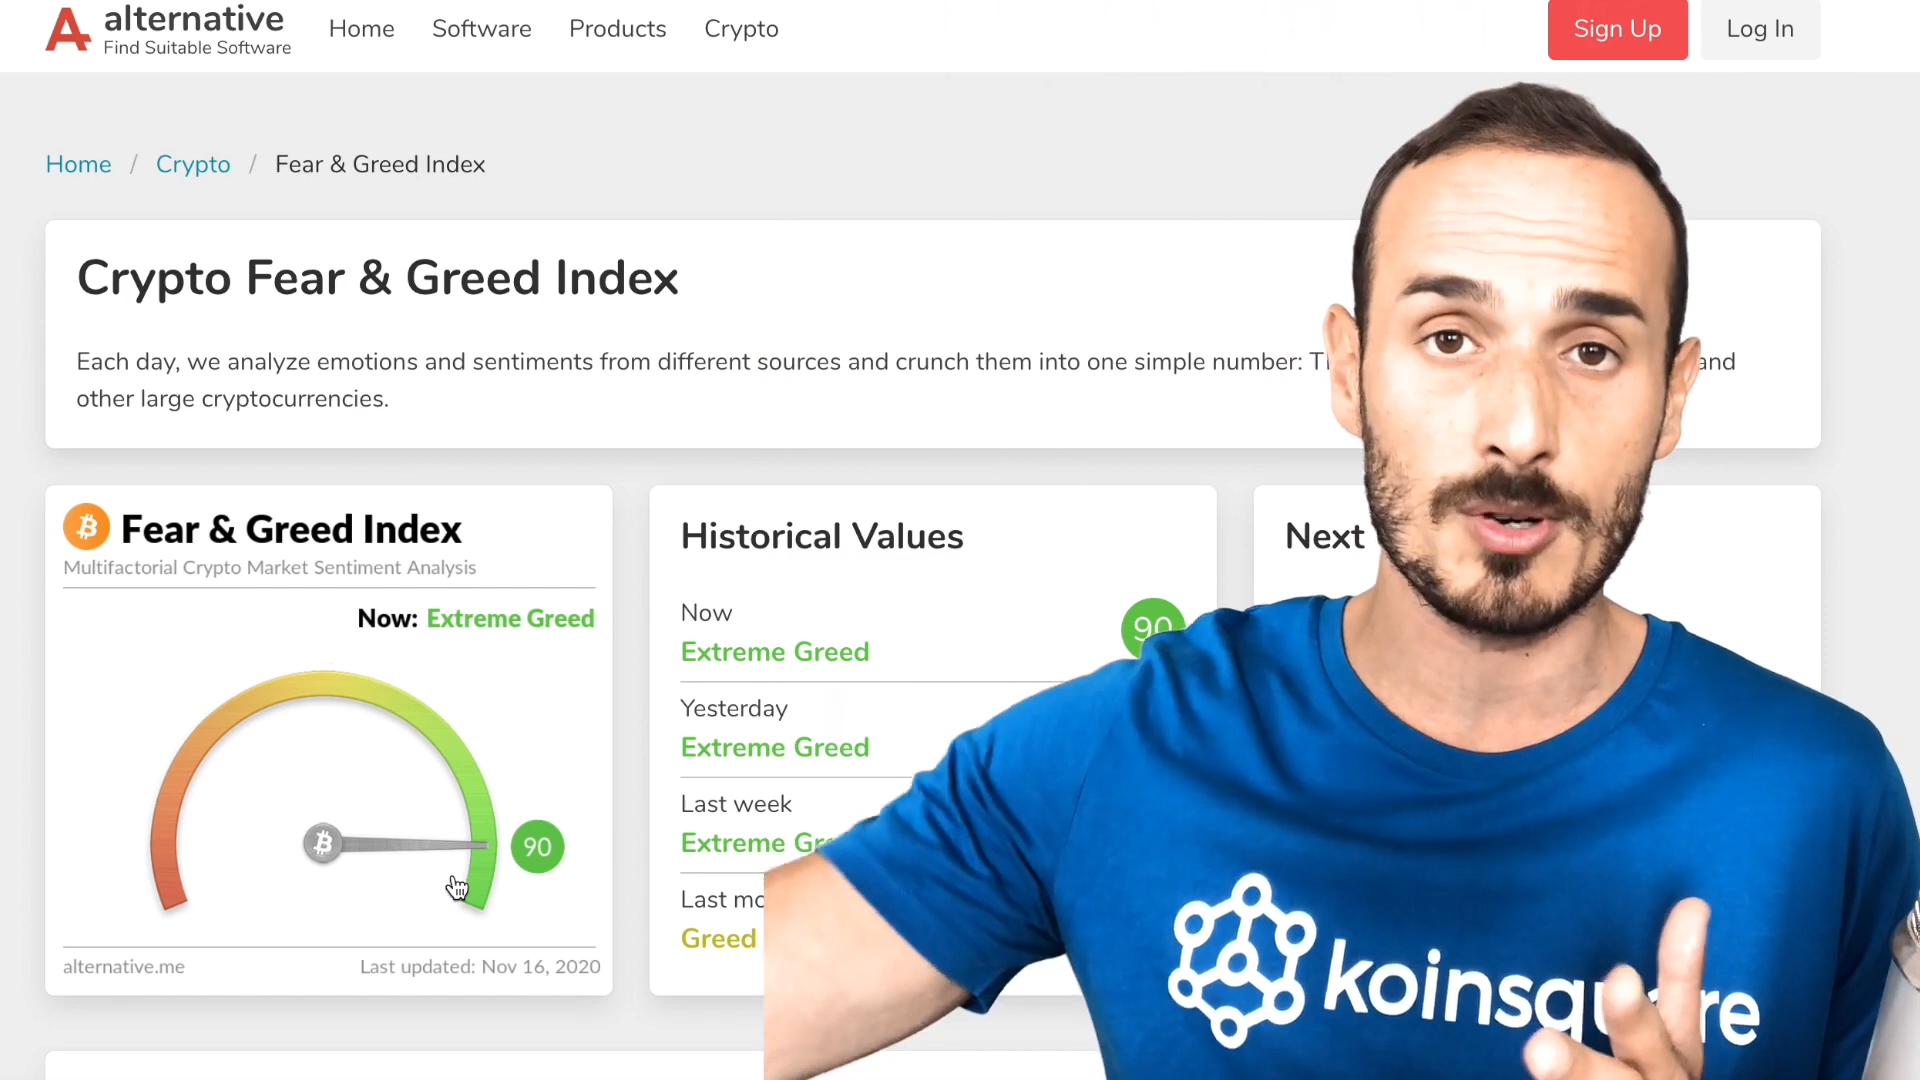 alternative
Find Suitable Software
Home
Software
Products
Crypto
Sign Up
Log In
Home / Crypto / Fear & Greed Index
Crypto Fear & Greed Index
Each day, we analyze emotions and sentiments from different sources and crunch them into one simple number: and
other large cryptocurrencies.
Fear & Greed Index
Multifactorial Crypto Market Sentiment Analysis
Now: Extreme Greed
90
alternative.me
Last updated: Nov 16, 2020
Historical Values
Now
Extreme Greed
90
Yesterday
Extreme Greed
Last week
Extreme
Last
Greed
Next
koinsquare